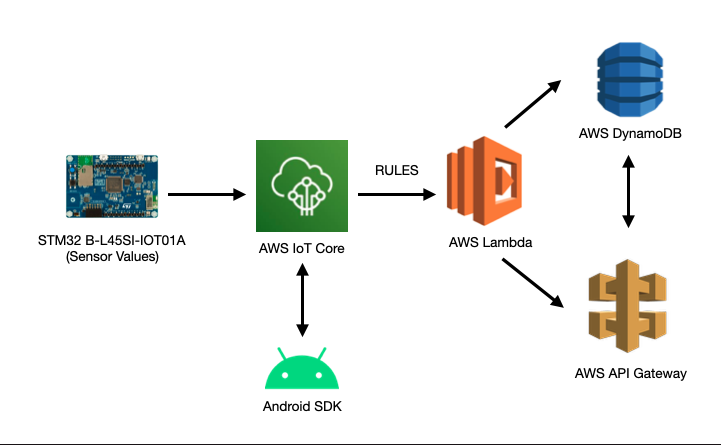 STM32 B-L45SI-IOT01A
(Sensor Values)
AWS IoT Core
RULES
AWS Lambda
AWS DynamoDB
AWS API Gateway
Android SDK